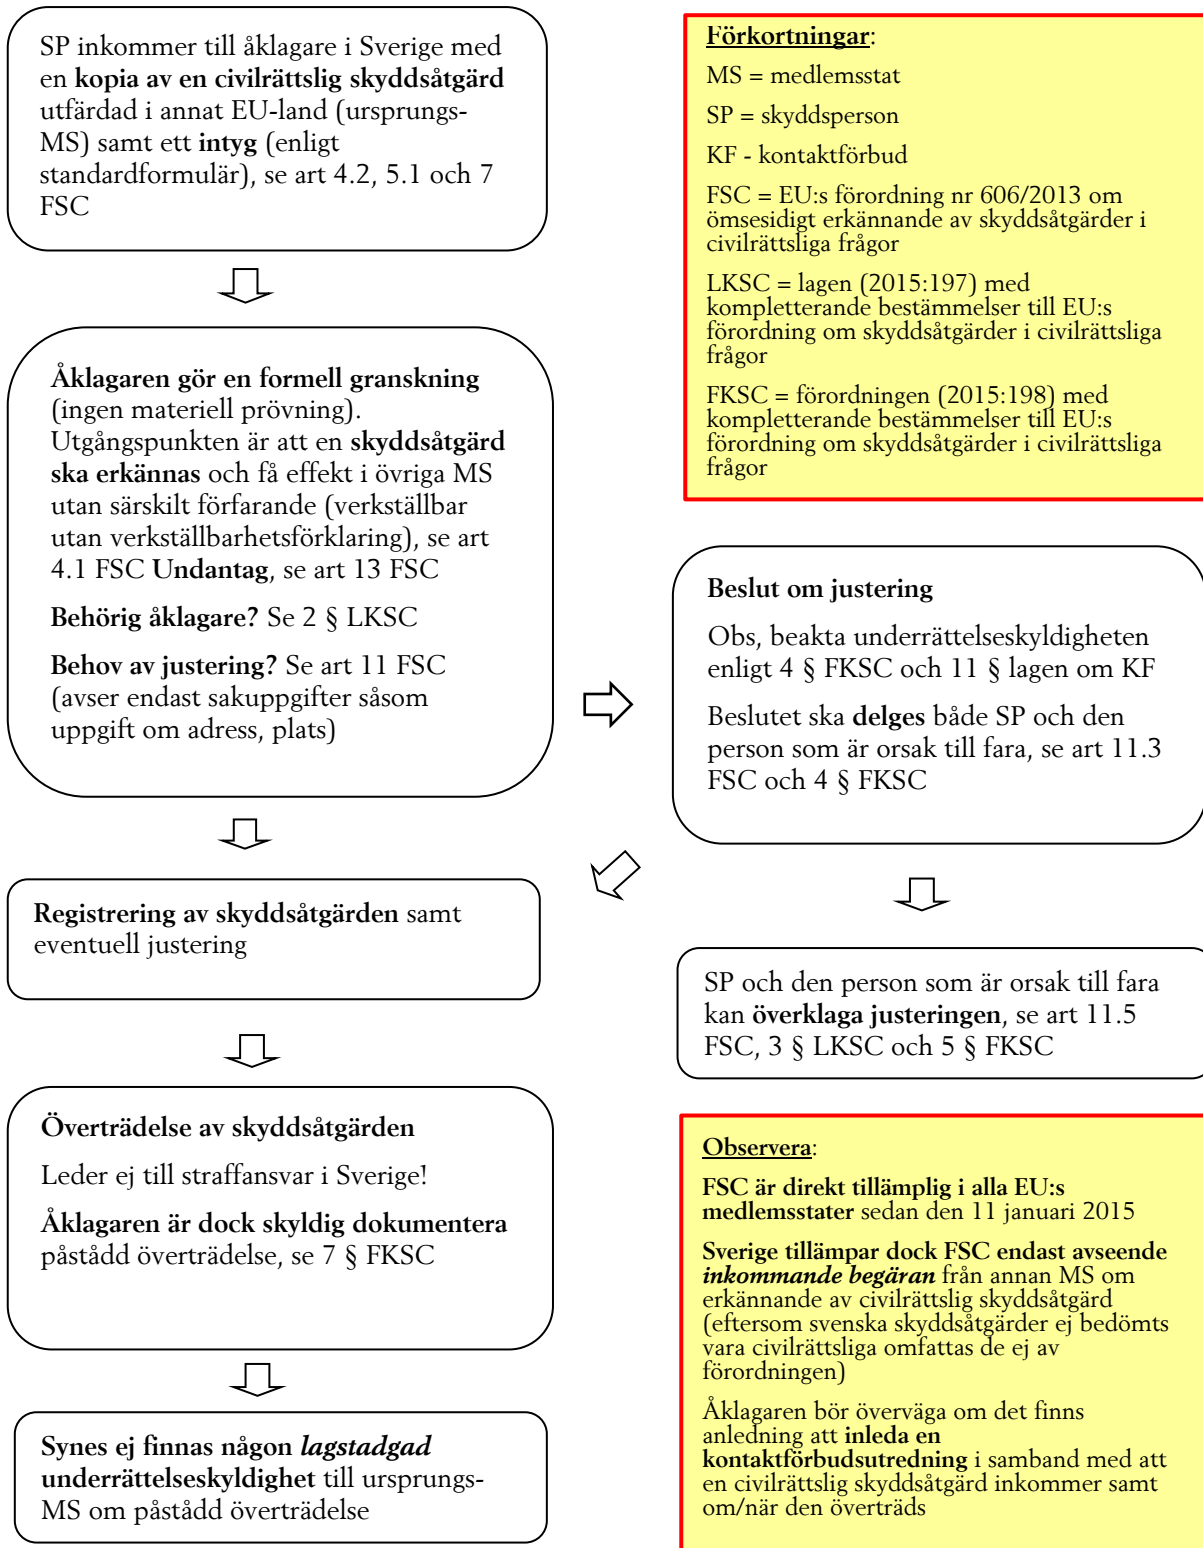 SP inkommer till åklagare i Sverige med
en kopia av en civilrättslig skyddsåtgärd
utfärdad i annat EU-land (ursprungs-
MS) samt ett intyg (enligt
standardformulär), se art 4.2, 5.1 och 7
FSC
Förkortningar:
MS = medlemsstat
SP = skyddsperson
KF - kontaktförbud
FSC = EU:s förordning nr 606/2013 om
ömsesidigt erkännande av skyddsåtgärder i
civilrättsliga frågor
LKSC = lagen (2015:197) med
kompletterande bestämmelser till EU:s
förordning om skyddsåtgärder i civilrättsliga
frågor
FKSC = förordningen (2015:198) med
kompletterande bestämmelser till EU:s
förordning om skyddsåtgärder i civilrättsliga
frågor
Åklagaren gör en formell granskning
(ingen materiell prövning).
Utgångspunkten är att en skyddsåtgärd
ska erkännas och få effekt i övriga MS
utan särskilt förfarande (verkställbar
utan verkställbarhetsförklaring), se art
4.1 FSC Undantag, se art 13 FSC
Behörig åklagare? Se 2 § LKSC
Behov av justering? Se art 11 FSC
(avser endast sakuppgifter såsom
uppgift om adress, plats)
Beslut om justering
Obs, beakta underrättelseskyldigheten
enligt 4 § FKSC och 11 § lagen om KF
Beslutet ska delges både SP och den
person som är orsak till fara, se art 11.3
FSC och 4 § FKSC
Registrering av skyddsåtgärden samt
eventuell justering
SP och den person som är orsak till fara
kan överklaga justeringen, se art 11.5
FSC, 3 § LKSC och 5 § FKSC
Överträdelse av skyddsåtgärden
Leder ej till straffansvar i Sverige!
Åklagaren är dock skyldig dokumentera
påstådd överträdelse, se 7 § FKSC
Observera:
FSC är direkt tillämplig i alla EU:s
medlemsstater sedan den 11 januari 2015
Sverige tillämpar dock FSC endast avseende
inkommande begäran från annan MS om
erkännande av civilrättslig skyddsåtgärd
(eftersom svenska skyddsåtgärder ej bedömts
vara civilrättsliga omfattas de ej av
förordningen)
Åklagaren bör överväga om det finns
anledning att inleda en
kontaktförbudsutredning i samband med att
en civilrättslig skyddsåtgärd inkommer samt
om/när den överträds
Synes ej finnas någon lagstadgad
underrättelseskyldighet till ursprungs-
MS om påstådd överträdelse